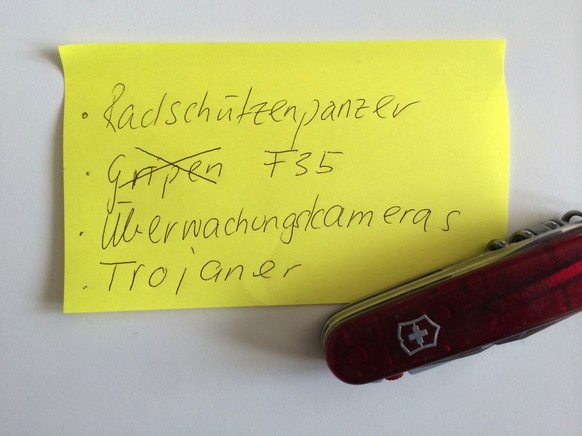 • Radschützenpanzer
• Gripen F35
• Überwachungskameras
• Trojaner